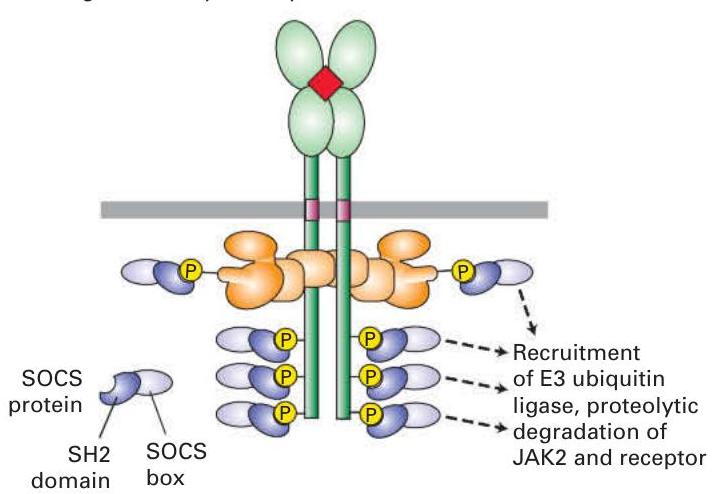 P
P
P
P
P
P
P
P
Recruitment
of E3 ubiquitin
ligase, proteolytic
degradation of
JAK2 and receptor
SOCS
protein
SH2
domain
SOCS
box